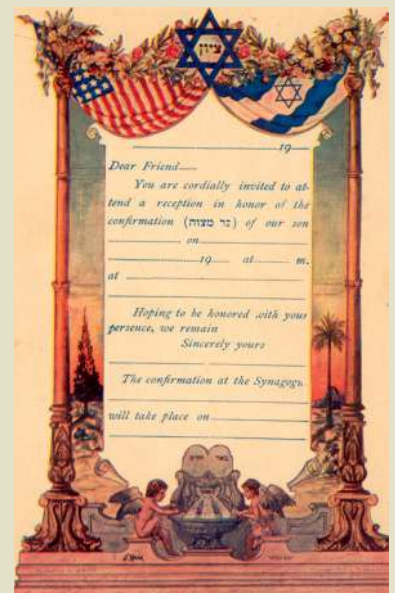 ציון
19
Dear Friend
You are cordially invited to at-
tend a reception in honor of the
confirmation (בר מצוה) of our son
on
19 at m.
at
Hoping to be honored with your
persence, we remain
Sincerely yours
The confirmation at the Synagogu
will take place on